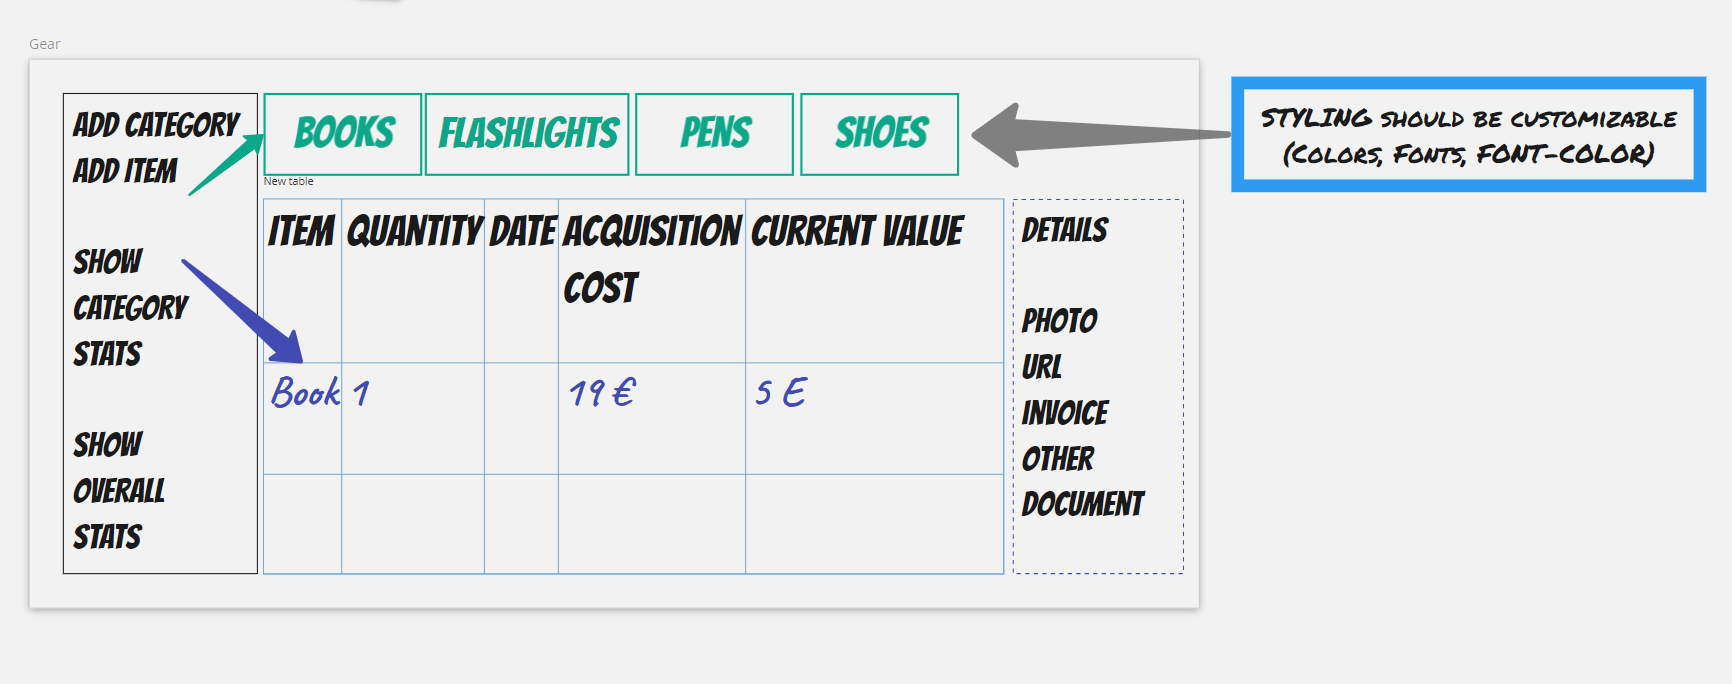 Gear
ADD CATEGORY
ADD ITEM
SHOW
CATEGORY
STATS
SHOW
OVERALL
STATS
BOOKS
FLASHLIGHTS
PENS
SHOES
New table
ITEM
QUANTITY
DATE
ACQUISITION
COST
CURRENT VALUE
Book
1
19 €
5 E
DETAILS
PHOTO
URL
INVOICE
OTHER
DOCUMENT
STYLING SHOULD BE CUSTOMIZABLE
(COLORS, FONTS, FONT-COLOR)